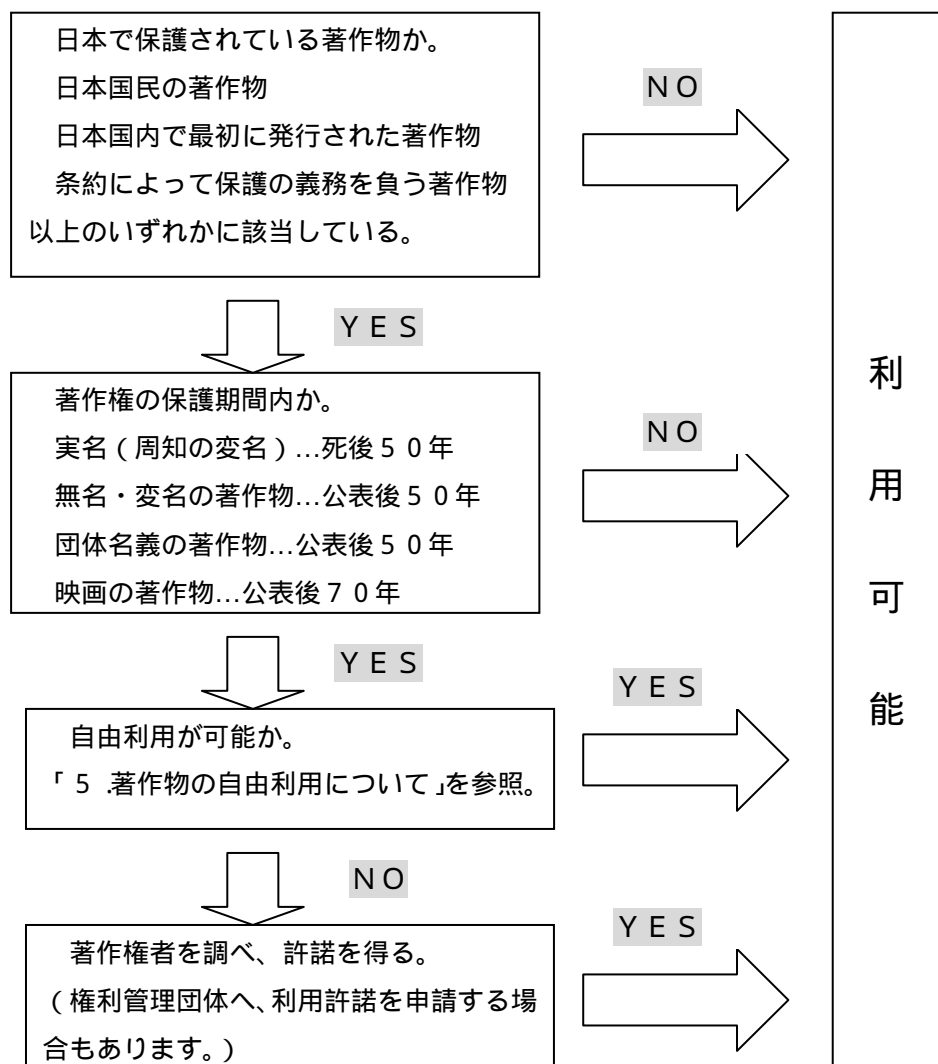 日本で保護されている著作物か。
日本国民の著作物
日本国内で最初に発行された著作物
条約によって保護の義務を負う著作物
以上のいずれかに該当している。
ＮＯ
ＹＥＳ
著作権の保護期間内か。
実名（周知の変名）…死後５０年
無名・変名の著作物…公表後５０年
団体名義の著作物…公表後５０年
映画の著作物…公表後７０年
ＮＯ
ＹＥＳ
自由利用が可能か。
「５．著作物の自由利用について」を参照。
ＹＥＳ
ＮＯ
著作権者を調べ、許諾を得る。
（権利管理団体へ、利用許諾を申請する場
合もあります。）
ＹＥＳ
利
用
可
能